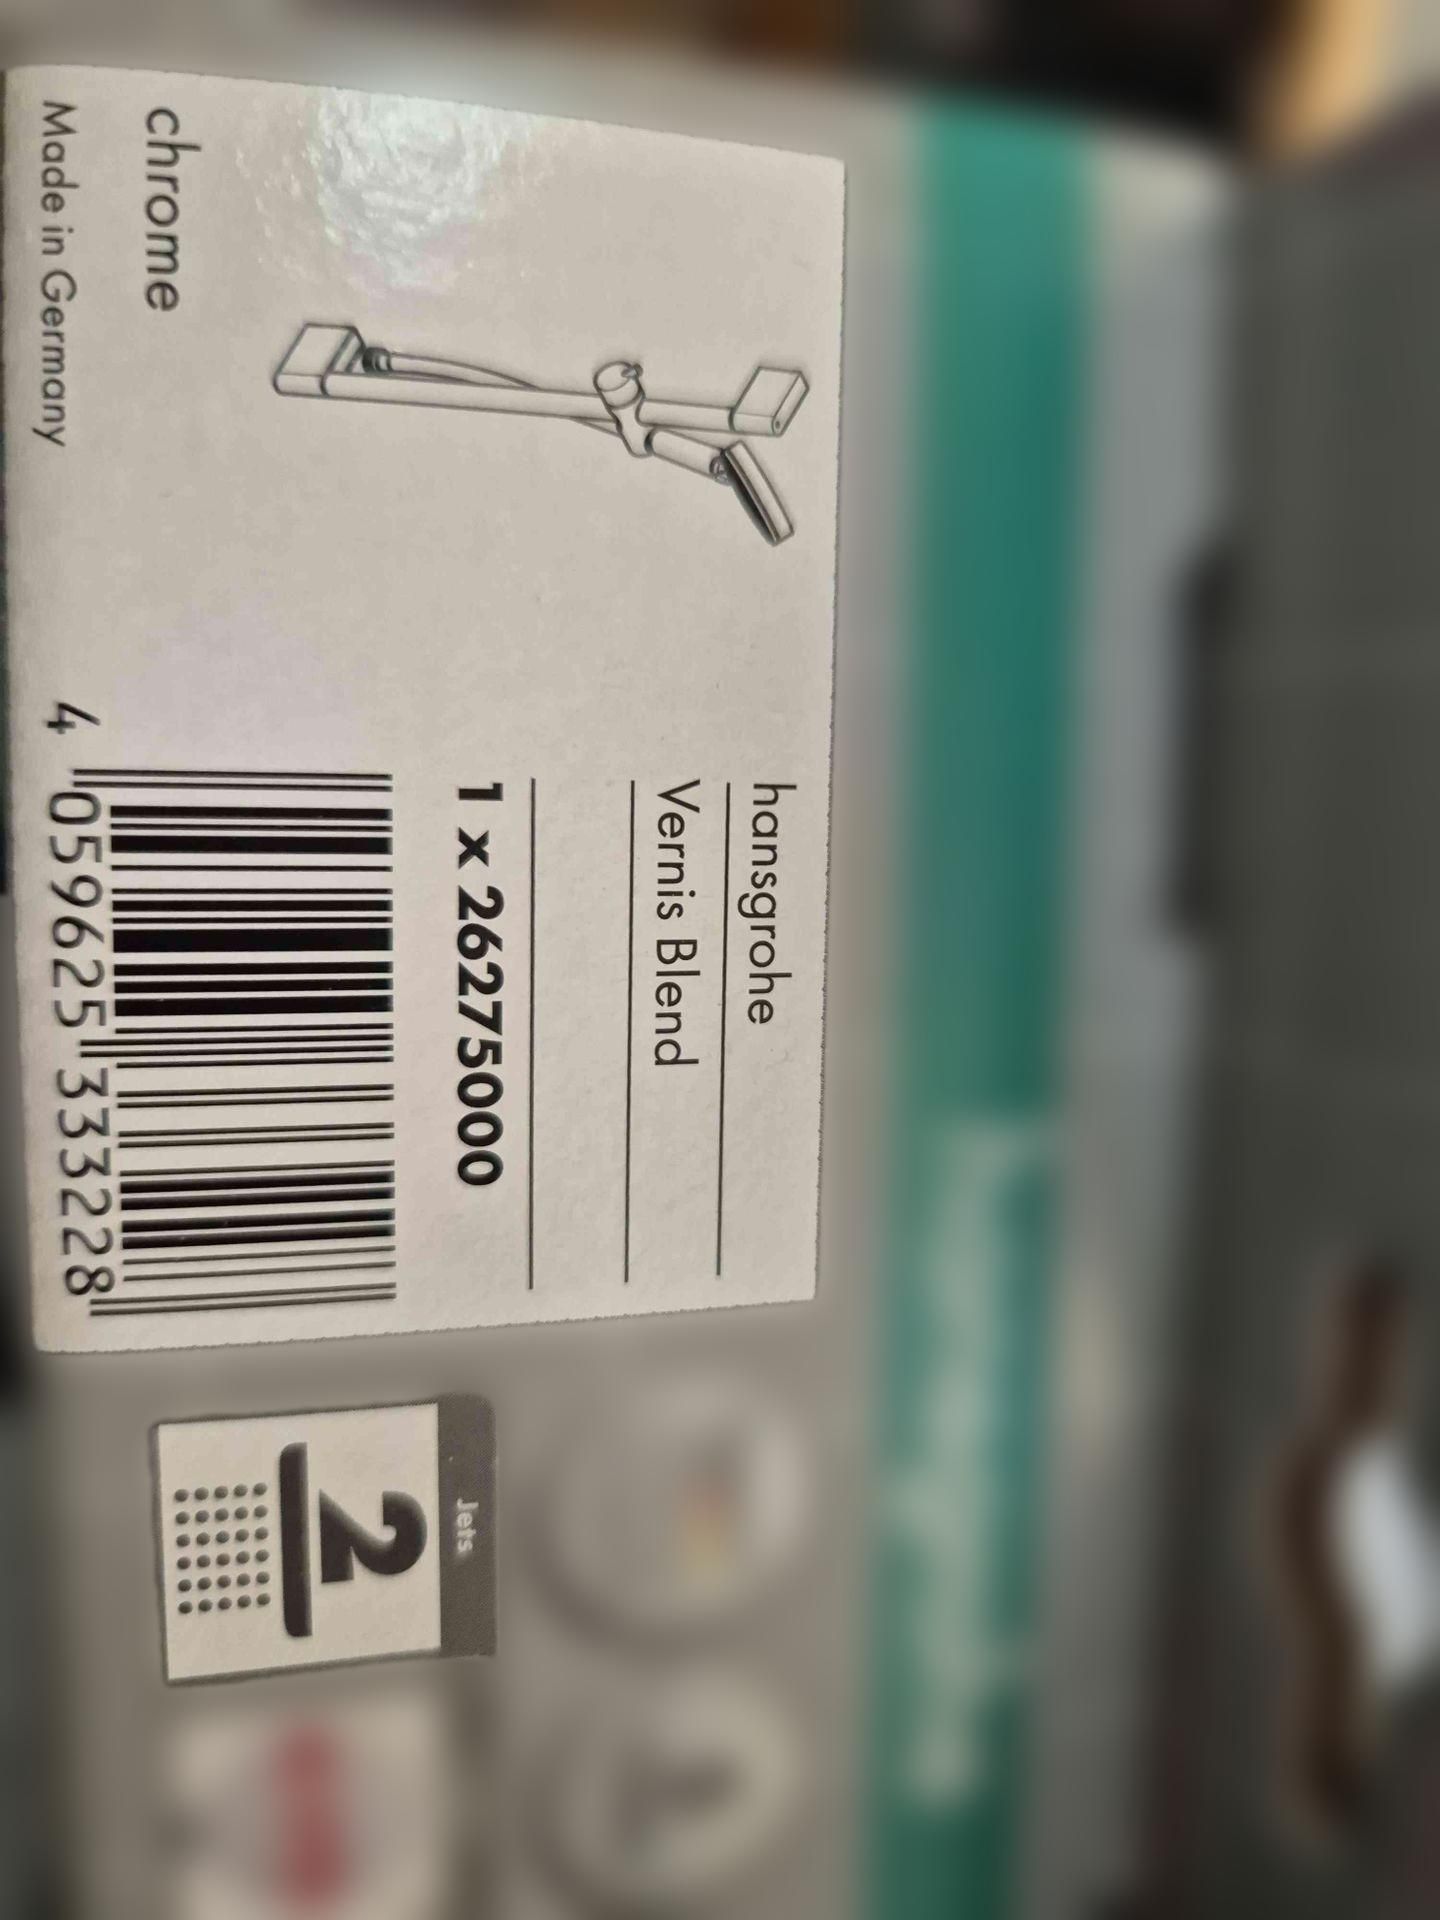 hansgrohe
Vernis Blend
1 x 26275000
chrome
Made in Germany
4 059625 333228
Jets
2